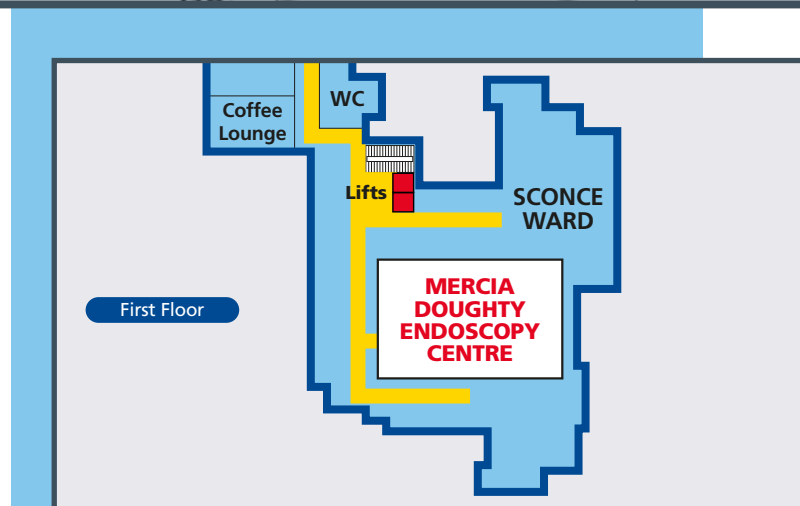 WC
Coffee
Lounge
Lifts
SCONCE
WARD
MERCIA
DOUGHTY
ENDOSCOPY
CENTRE
First Floor